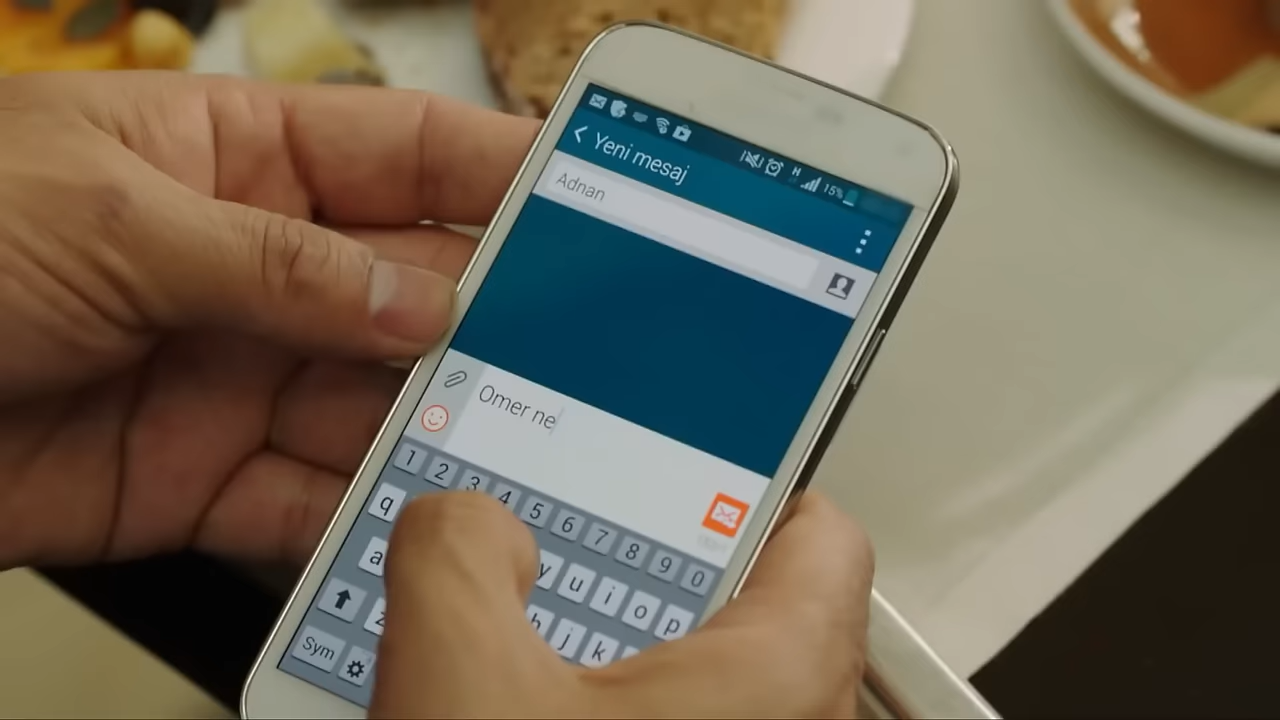 H 15%
Yeni mesaj
Adnan
Omer ne
1 2 3 4 5 6 7 8 9 0
q y u i o p
a h j k
z
Sym